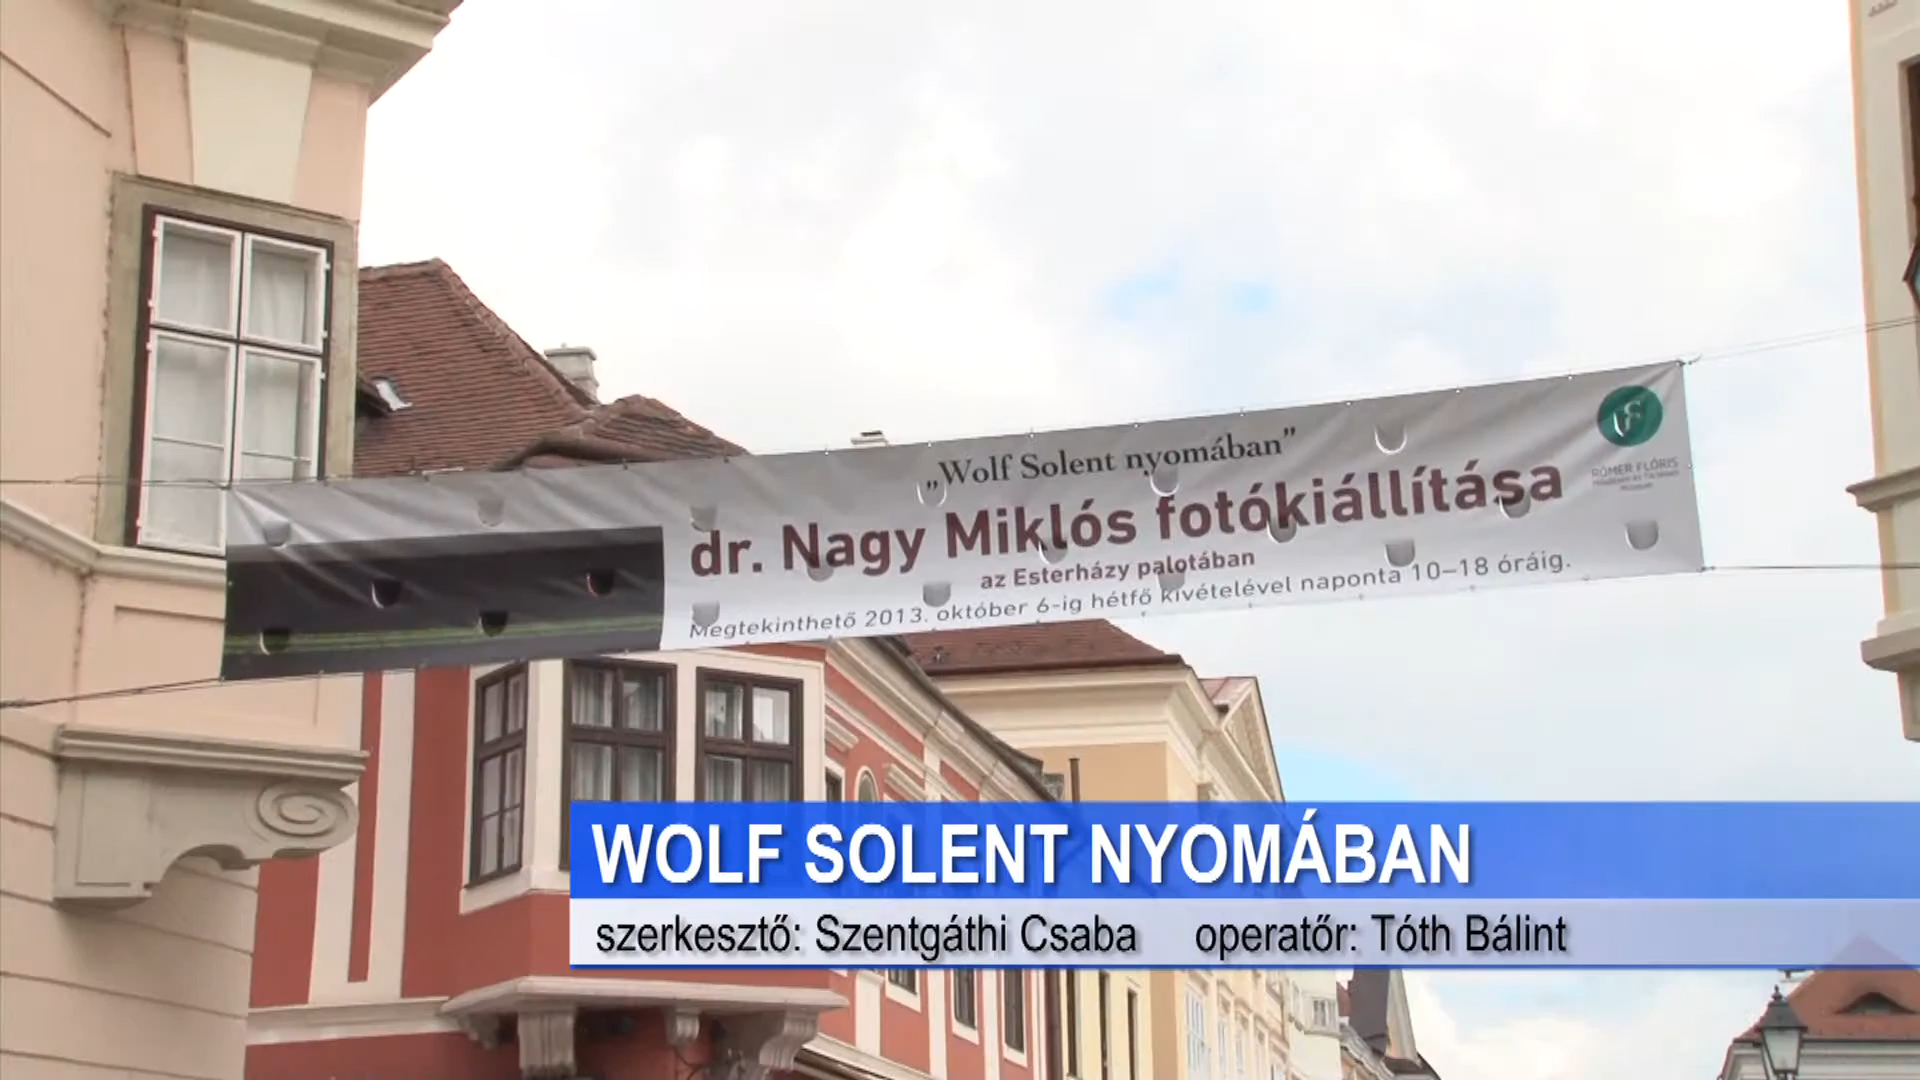 „Wolf Solent nyomában”
dr. Nagy Miklós fotókiállítása
az Esterházy palotában
Megtekinthető 2013. október 6-ig hétfő kivételével naponta 10–18 óráig.
RÓMER FLÓRIS
WOLF SOLENT NYOMÁBAN
szerkesztő: Szentgáthi Csaba operatőr: Tóth Bálint